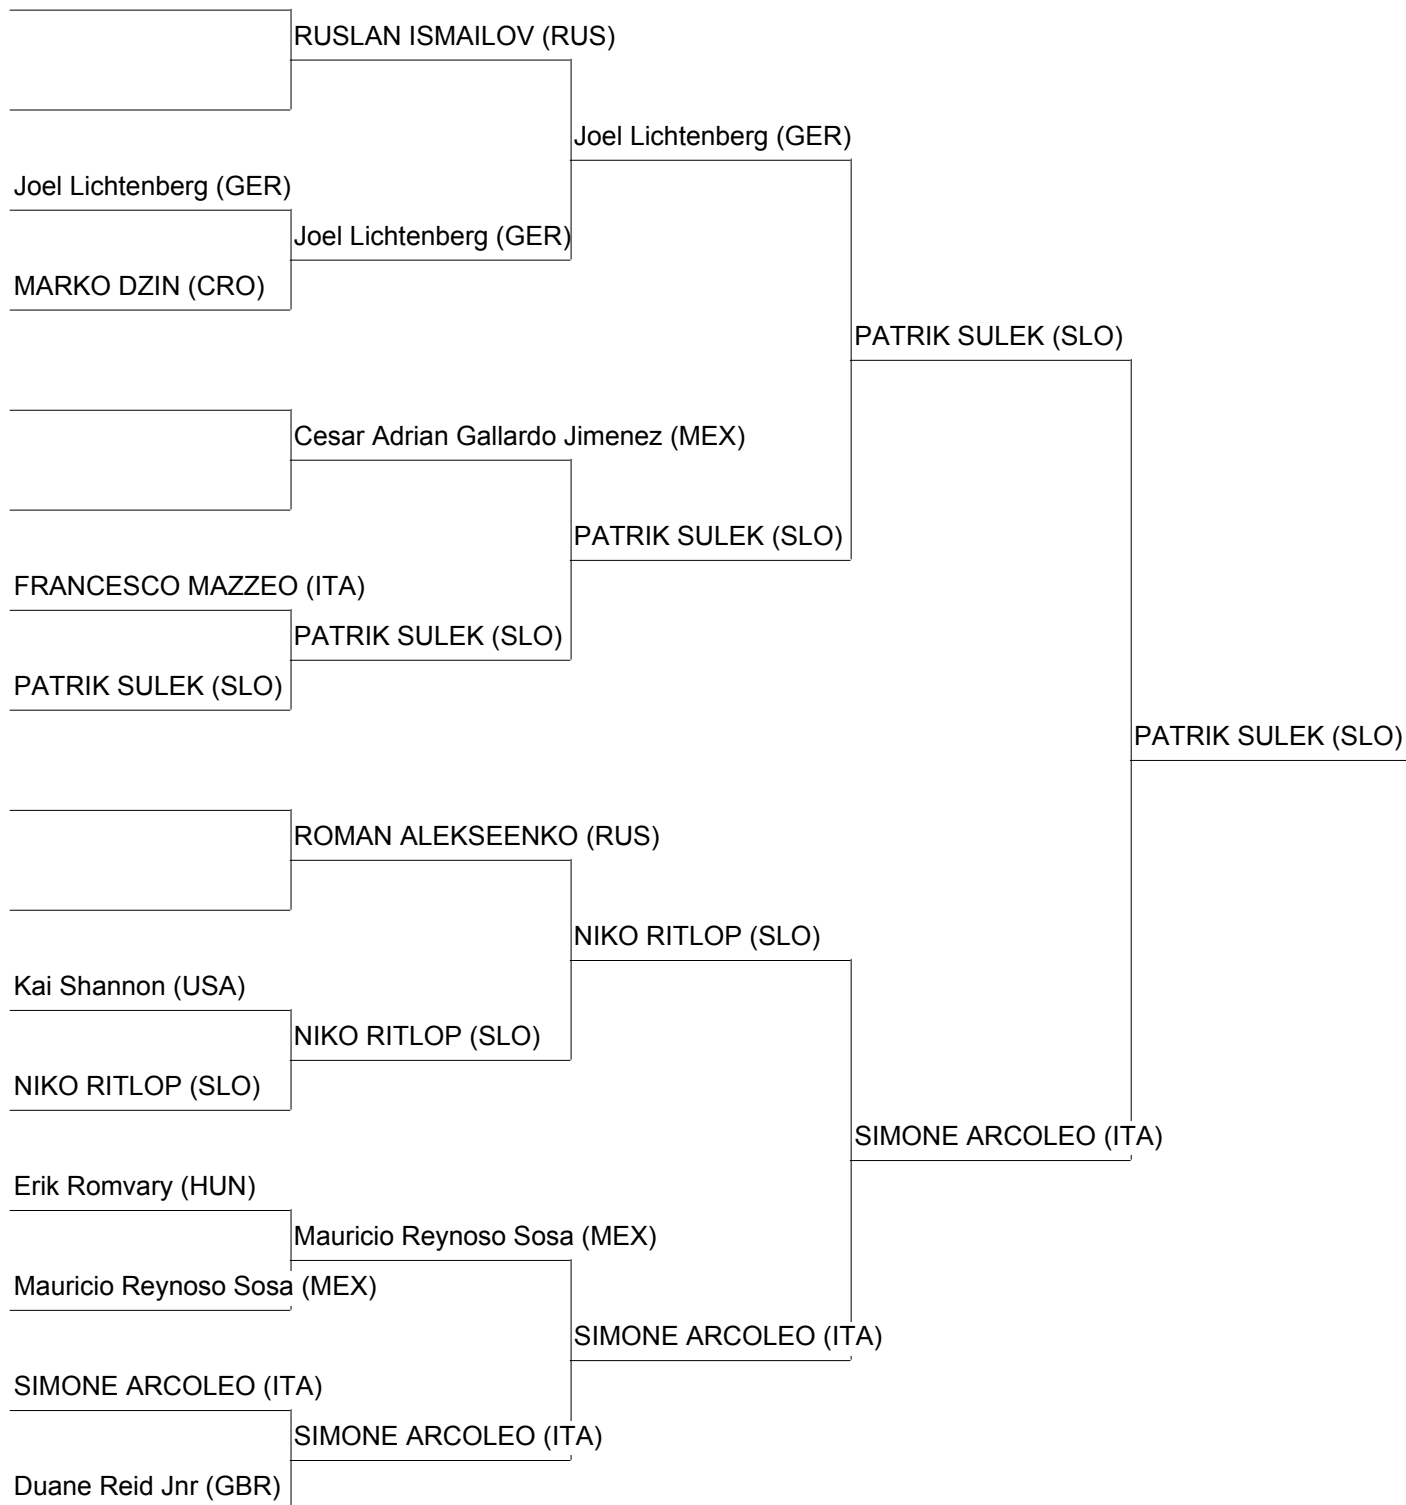 RUSLAN ISMAILOV (RUS)
Joel Lichtenberg (GER)
Joel Lichtenberg (GER)
Joel Lichtenberg (GER)
MARKO DZIN (CRO)
PATRIK SULEK (SLO)
Cesar Adrian Gallardo Jimenez (MEX)
PATRIK SULEK (SLO)
FRANCESCO MAZZEO (ITA)
PATRIK SULEK (SLO)
PATRIK SULEK (SLO)
PATRIK SULEK (SLO)
ROMAN ALEKSEENKO (RUS)
NIKO RITLOP (SLO)
Kai Shannon (USA)
NIKO RITLOP (SLO)
NIKO RITLOP (SLO)
SIMONE ARCOLEO (ITA)
Erik Romvary (HUN)
Mauricio Reynoso Sosa (MEX)
Mauricio Reynoso Sosa (MEX)
SIMONE ARCOLEO (ITA)
SIMONE ARCOLEO (ITA)
SIMONE ARCOLEO (ITA)
Duane Reid Jnr (GBR)